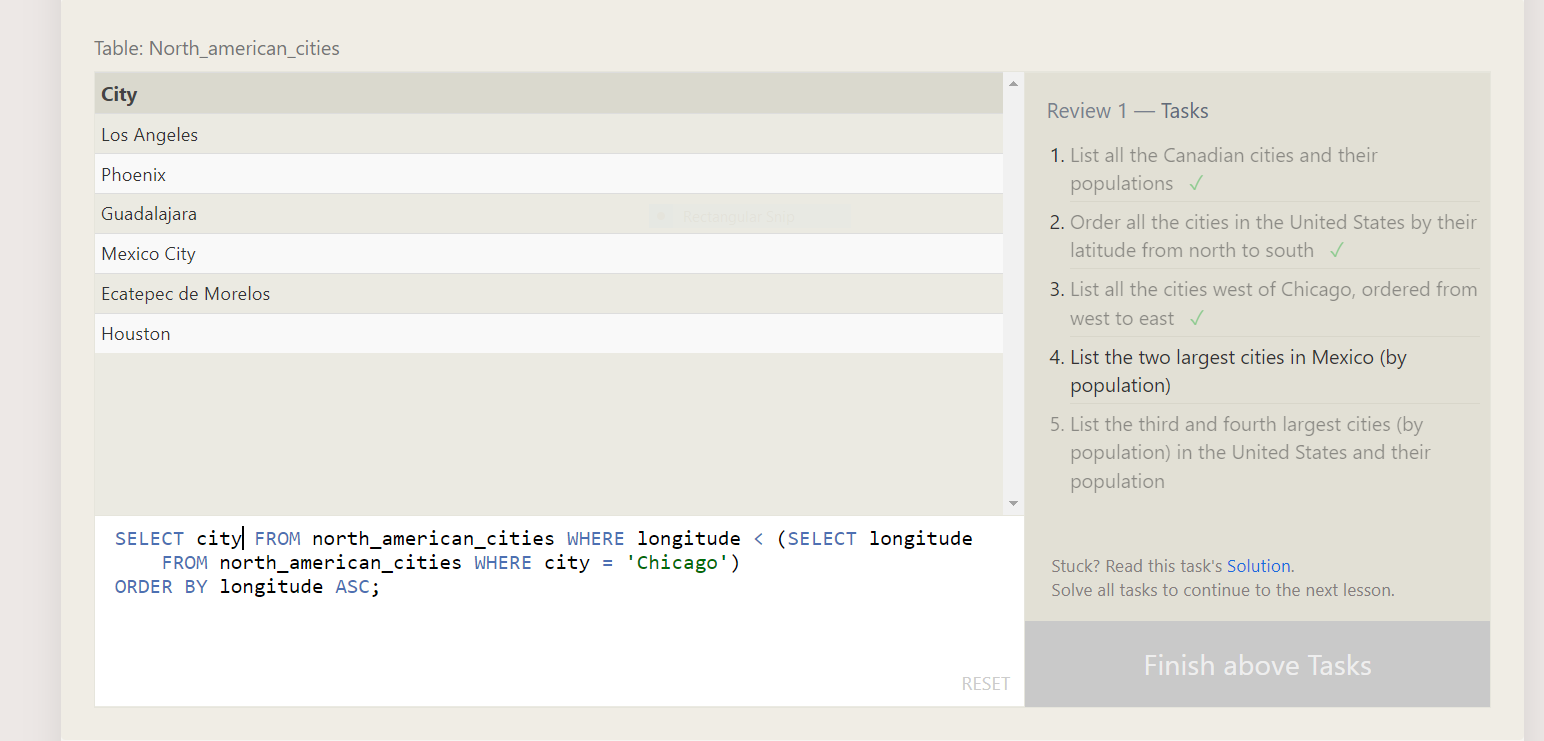 Table: North_american_cities
City
Los Angeles
Phoenix
Guadalajara
Mexico City
Ecatepec de Morelos
Houston
Rectangular Snip
SELECT city FROM north_american_cities WHERE longitude < (SELECT longitude
FROM north_american_cities WHERE city = 'Chicago')
ORDER BY longitude ASC;
RESET
Review 1 — Tasks
1. List all the Canadian cities and their
populations ✓
2. Order all the cities in the United States by their
latitude from north to south ✓
3. List all the cities west of Chicago, ordered from
west to east ✓
4. List the two largest cities in Mexico (by
population)
5. List the third and fourth largest cities (by
population) in the United States and their
population
Stuck? Read this task's Solution.
Solve all tasks to continue to the next lesson.
Finish above Tasks